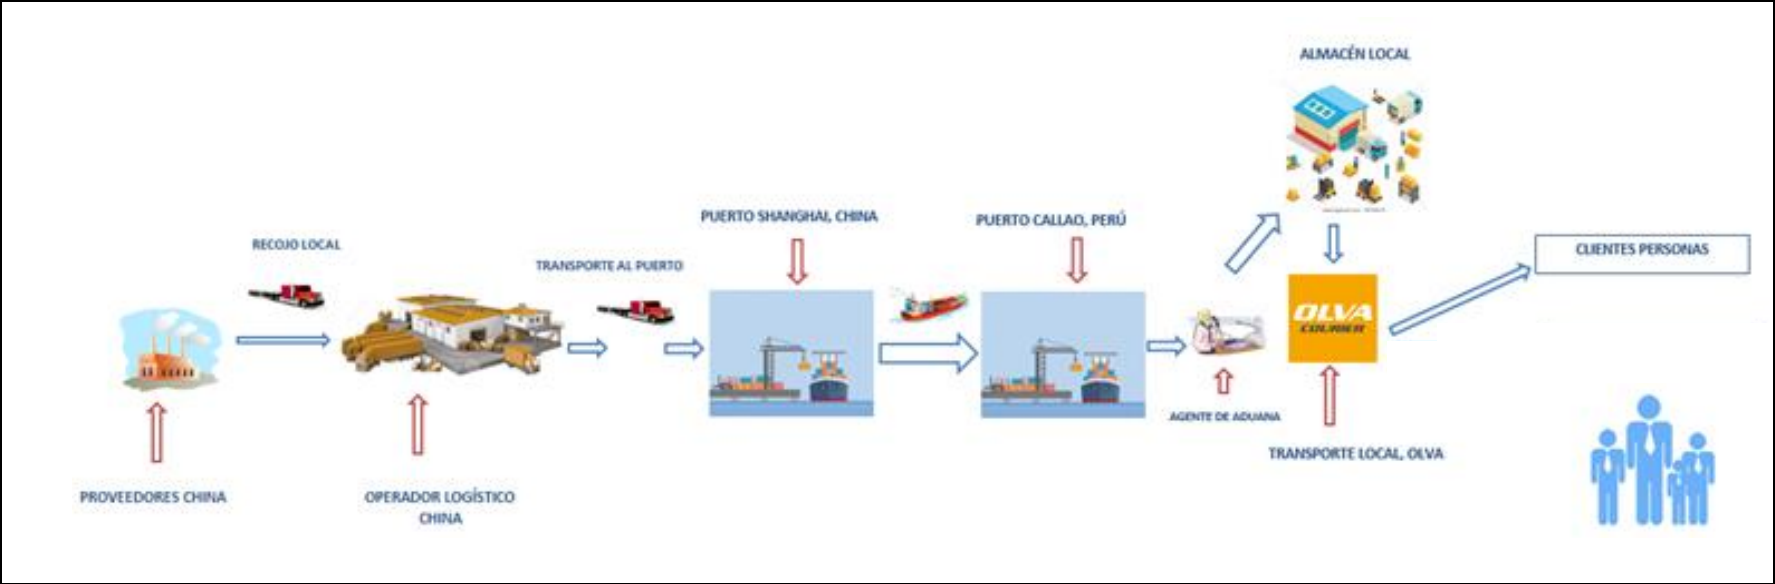 ALMACÉN LOCAL
PUERTO SHANGHAI, CHINA
PUERTO CALLAO, PERÚ
RECOJO LOCAL
TRANSPORTE AL PUERTO
CLIENTES PERSONAS
OLVA
COURIER
AGENTE DE ADUANA
TRANSPORTE LOCAL, OLVA
PROVEEDORES CHINA
OPERADOR LOGÍSTICO
CHINA